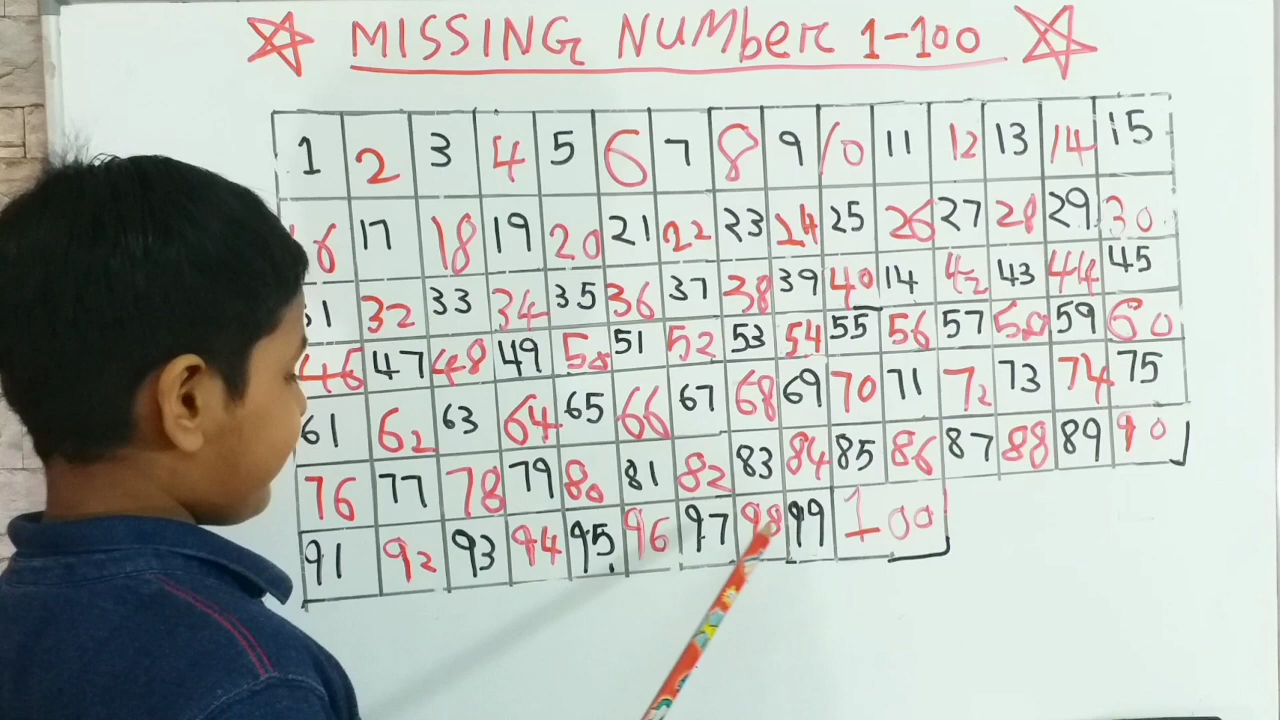 MISSING NUMber 1-100
1 2 3 4 5 6 7 8 9 10 11 12 13 14 15
16 17 18 19 20 21 22 23 24 25 26 27 28 29 30
31 32 33 34 35 36 37 38 39 40 14 42 43 44 45
46 47 48 49 50 51 52 53 54 55 56 57 50 59 60
61 62 63 64 65 66 67 68 69 70 71 72 73 74 75
76 77 78 79 80 81 82 83 84 85 86 87 88 89 90
91 92 93 94 95 96 97 98 99 100